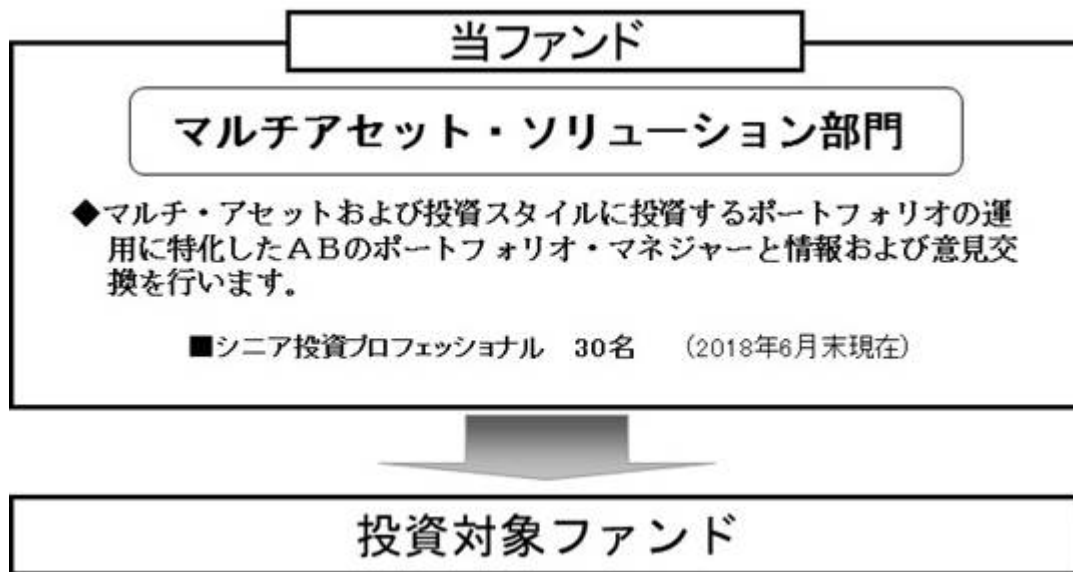 当ファンド
マルチアセット・ソリューション部門
◆マルチ・アセットおよび投資スタイルに投資するポートフォリオの運
用に特化したＡＢのポートフォリオ・マネジャーと情報および意見交
換を行います。
■シニア投資プロフェッショナル　30名　（2018年6月末現在）
投資対象ファンド